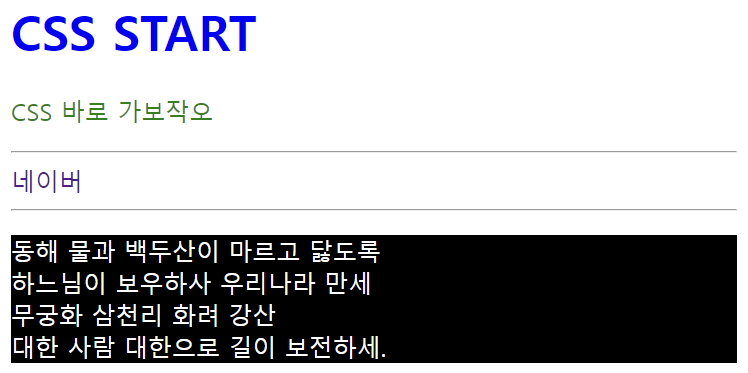 CSS START
CSS 바로 가보작오
네이버
동해 물과 백두산이 마르고 닳도록
하느님이 보우하사 우리나라 만세
무궁화 삼천리 화려 강산
대한 사람 대한으로 길이 보전하세.